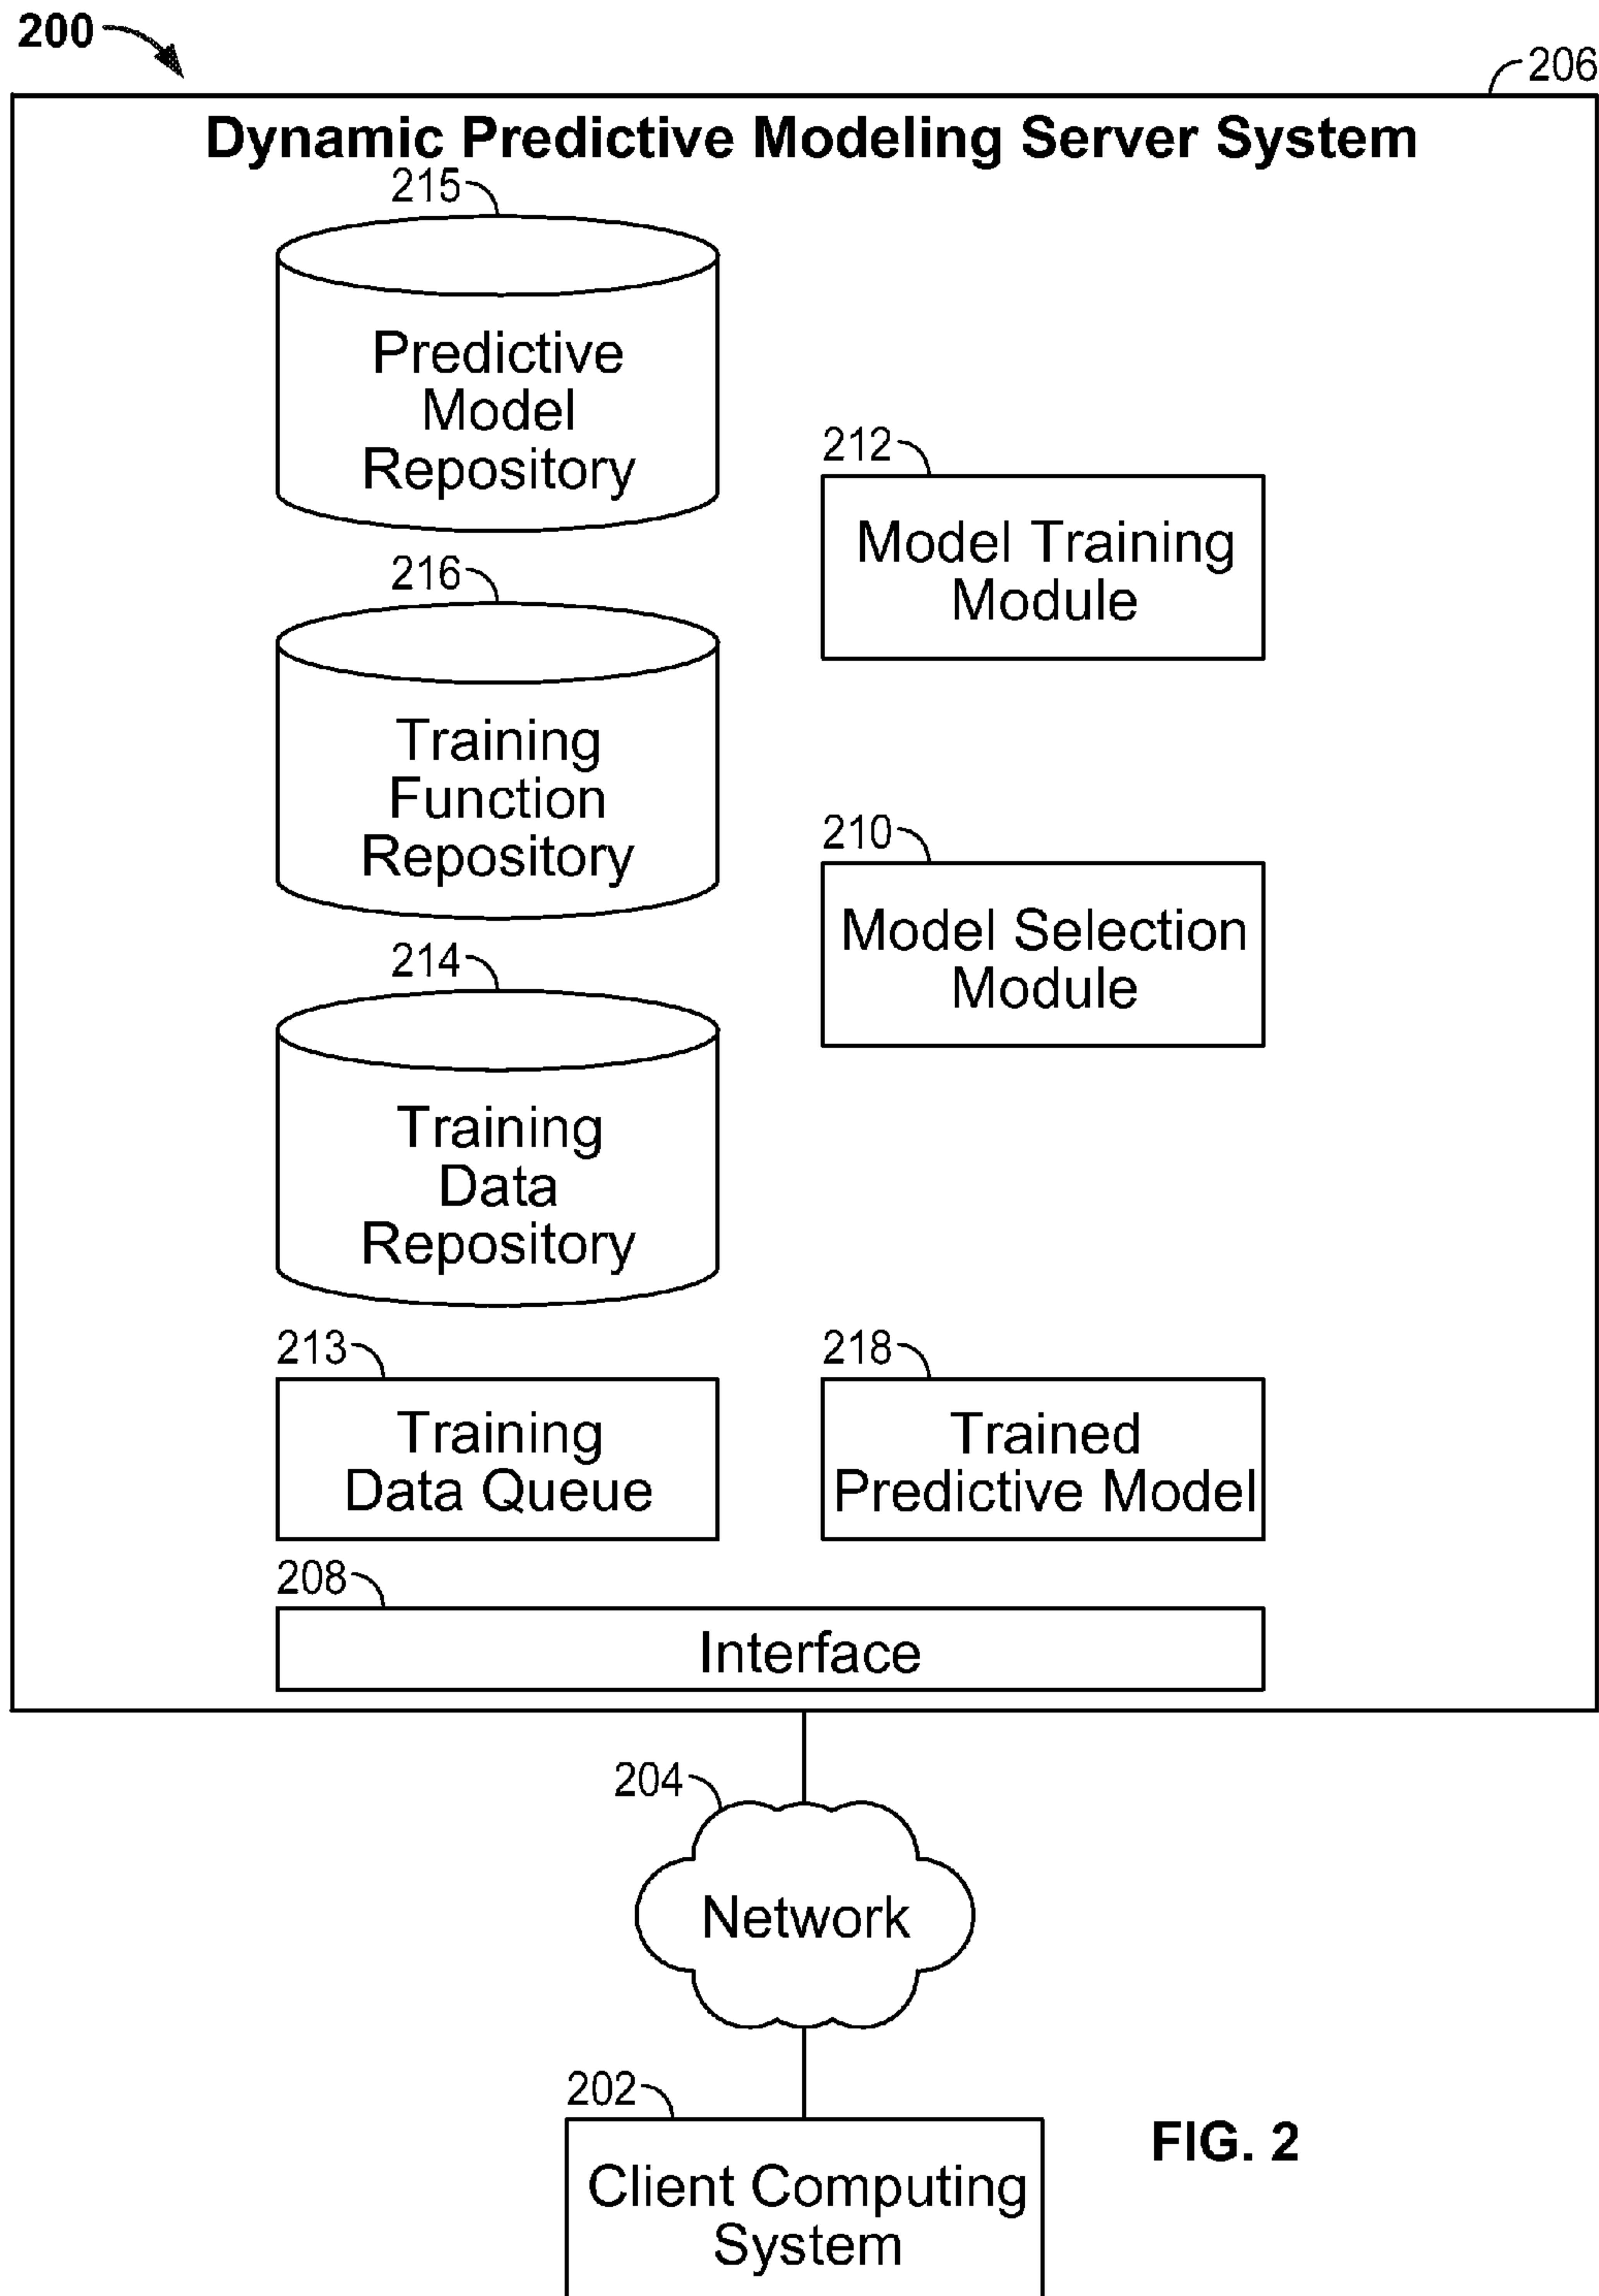 200
206
Dynamic Predictive Modeling Server System
215
Predictive
Model
Repository
212
Model Training
Module
216
Training
Function
Repository
210
Model Selection
Module
214
Training
Data
Repository
213
Training
Data Queue
218
Trained
Predictive Model
208
Interface
204
Network
202
Client Computing
System
FIG. 2